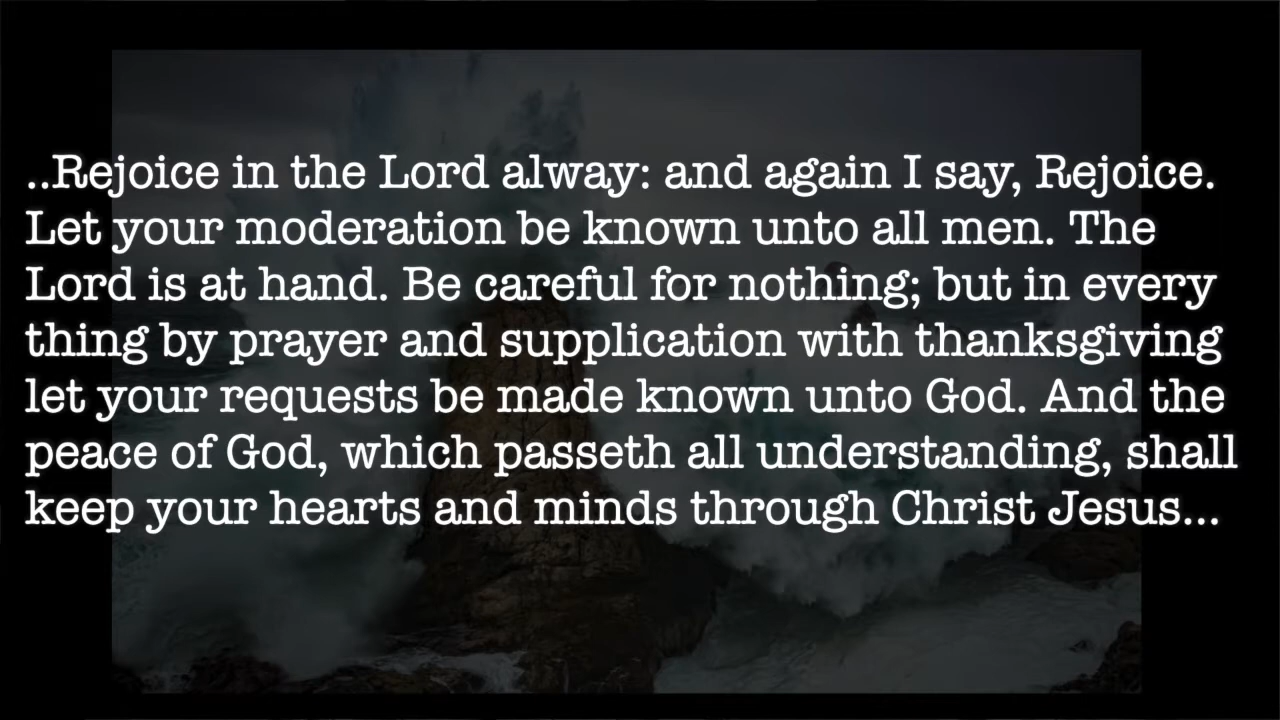 ..Rejoice in the Lord alway: and again I say, Rejoice.
Let your moderation be known unto all men. The
Lord is at hand. Be careful for nothing; but in every
thing by prayer and supplication with thanksgiving
let your requests be made known unto God. And the
peace of God, which passeth all understanding, shall
keep your hearts and minds through Christ Jesus...